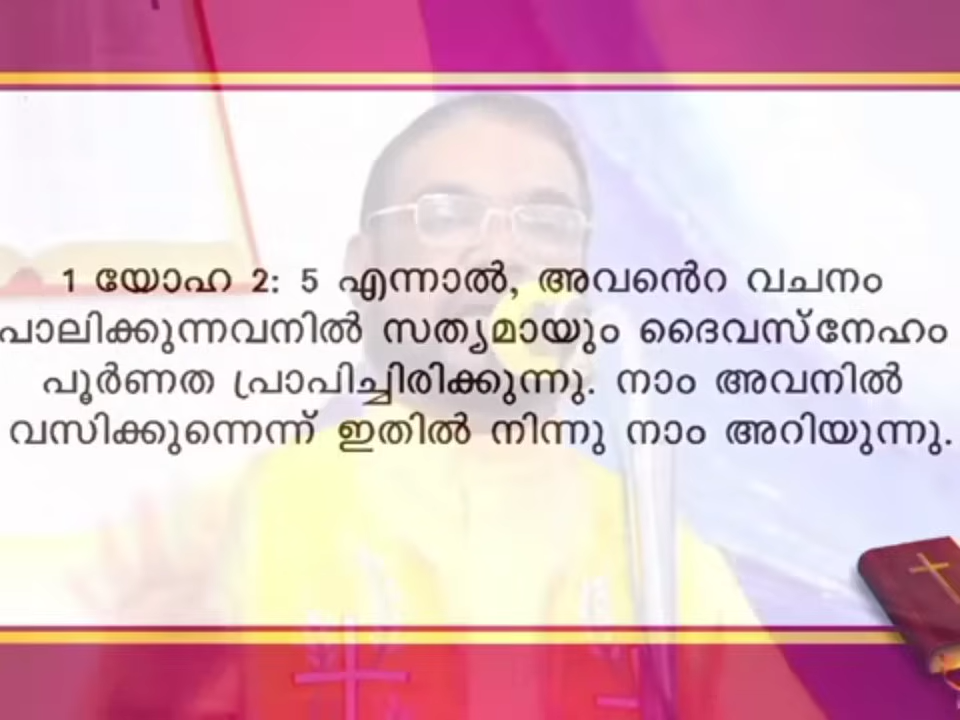 1 യോഹ 2: 5 എന്നാൽ, അവൻെറ വചനം
പാലിക്കുന്നവനിൽ സത്യമായും ദൈവസ്നേഹം
പൂർണത പ്രാപിച്ചിരിക്കുന്നു. നാം അവനിൽ
വസിക്കുന്നെന്ന് ഇതിൽ നിന്നു നാം അറിയുന്നു.